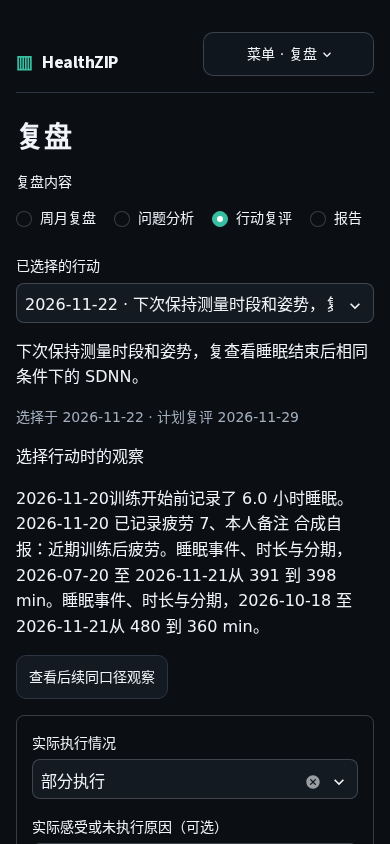 HealthZIP
菜单 · 复盘
复盘
复盘内容
周月复盘 问题分析 行动复评 报告
已选择的行动
2026-11-22 · 下次保持测量时段和姿势，
下次保持测量时段和姿势，复查看睡眠结束后相同
条件下的 SDNN。
选择于 2026-11-22 · 计划复评 2026-11-29
选择行动时的观察
2026-11-20训练开始前记录了 6.0 小时睡眠。
2026-11-20 已记录疲劳 7、本人备注 合成自
报：近期训练后疲劳。睡眠事件、时长与分期，
2026-07-20 至 2026-11-21从 391 到 398
min。睡眠事件、时长与分期，2026-10-18 至
2026-11-21从 480 到 360 min。
查看后续同口径观察
实际执行情况
部分执行
实际感受或未执行原因（可选）